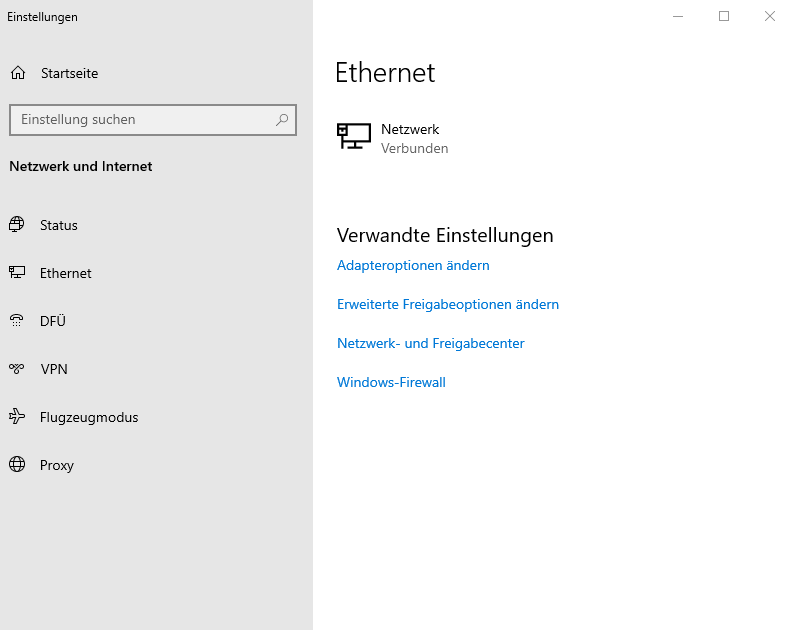 Einstellungen
Startseite
Einstellung suchen
Netzwerk und Internet
Status
Ethernet
DFÜ
VPN
Flugzeugmodus
Proxy
Ethernet
Netzwerk
Verbunden
Verwandte Einstellungen
Adapteroptionen ändern
Erweiterte Freigabeoptionen ändern
Netzwerk- und Freigabecenter
Windows-Firewall